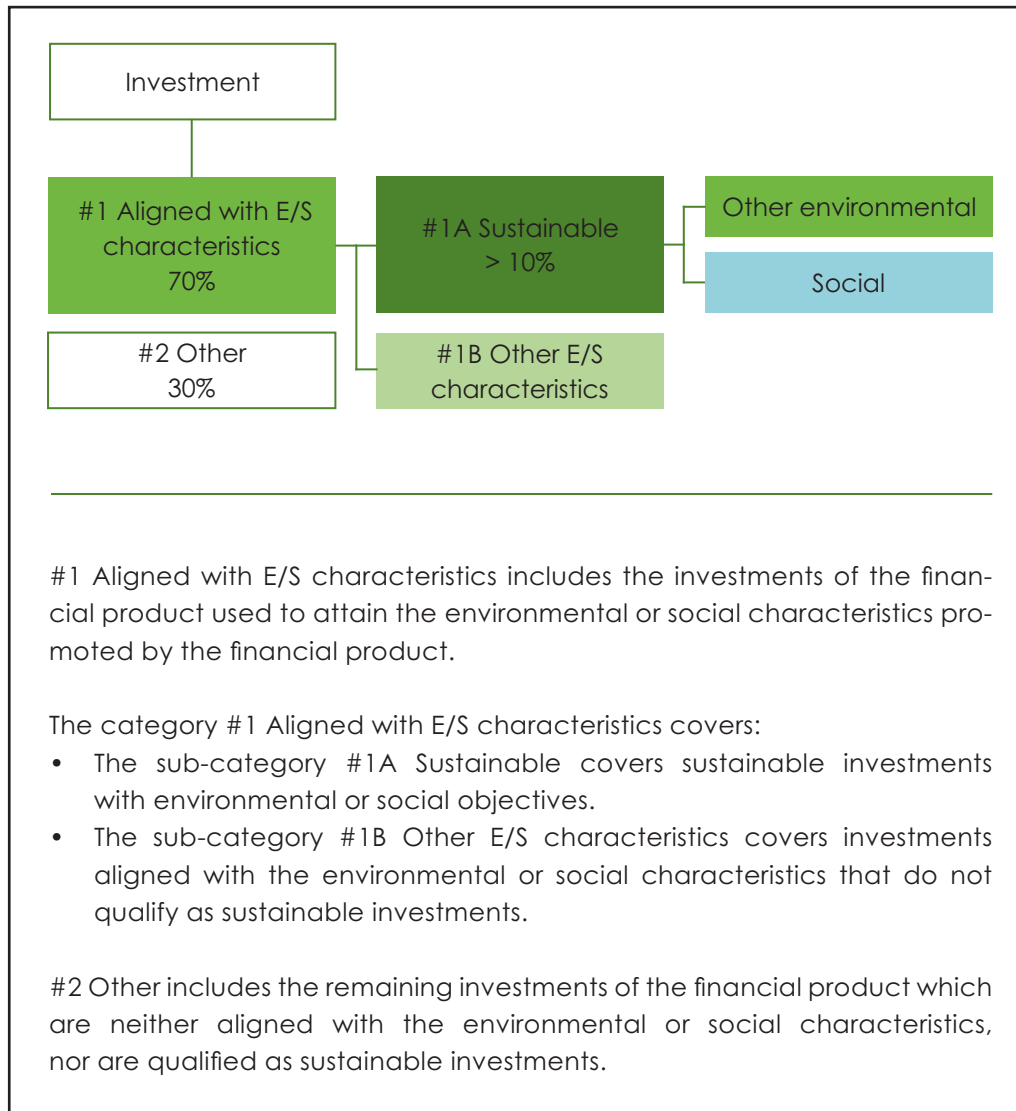 Investment
#1 Aligned with E/S
characteristics
70%
#1A Sustainable
> 10%
Other environmental
Social
#2 Other
30%
#1B Other E/S
characteristics
#1 Aligned with E/S characteristics includes the investments of the finan-
cial product used to attain the environmental or social characteristics pro-
moted by the financial product.
The category #1 Aligned with E/S characteristics covers:
• The sub-category #1A Sustainable covers sustainable investments
with environmental or social objectives.
• The sub-category #1B Other E/S characteristics covers investments
aligned with the environmental or social characteristics that do not
qualify as sustainable investments.
#2 Other includes the remaining investments of the financial product which
are neither aligned with the environmental or social characteristics,
nor are qualified as sustainable investments.